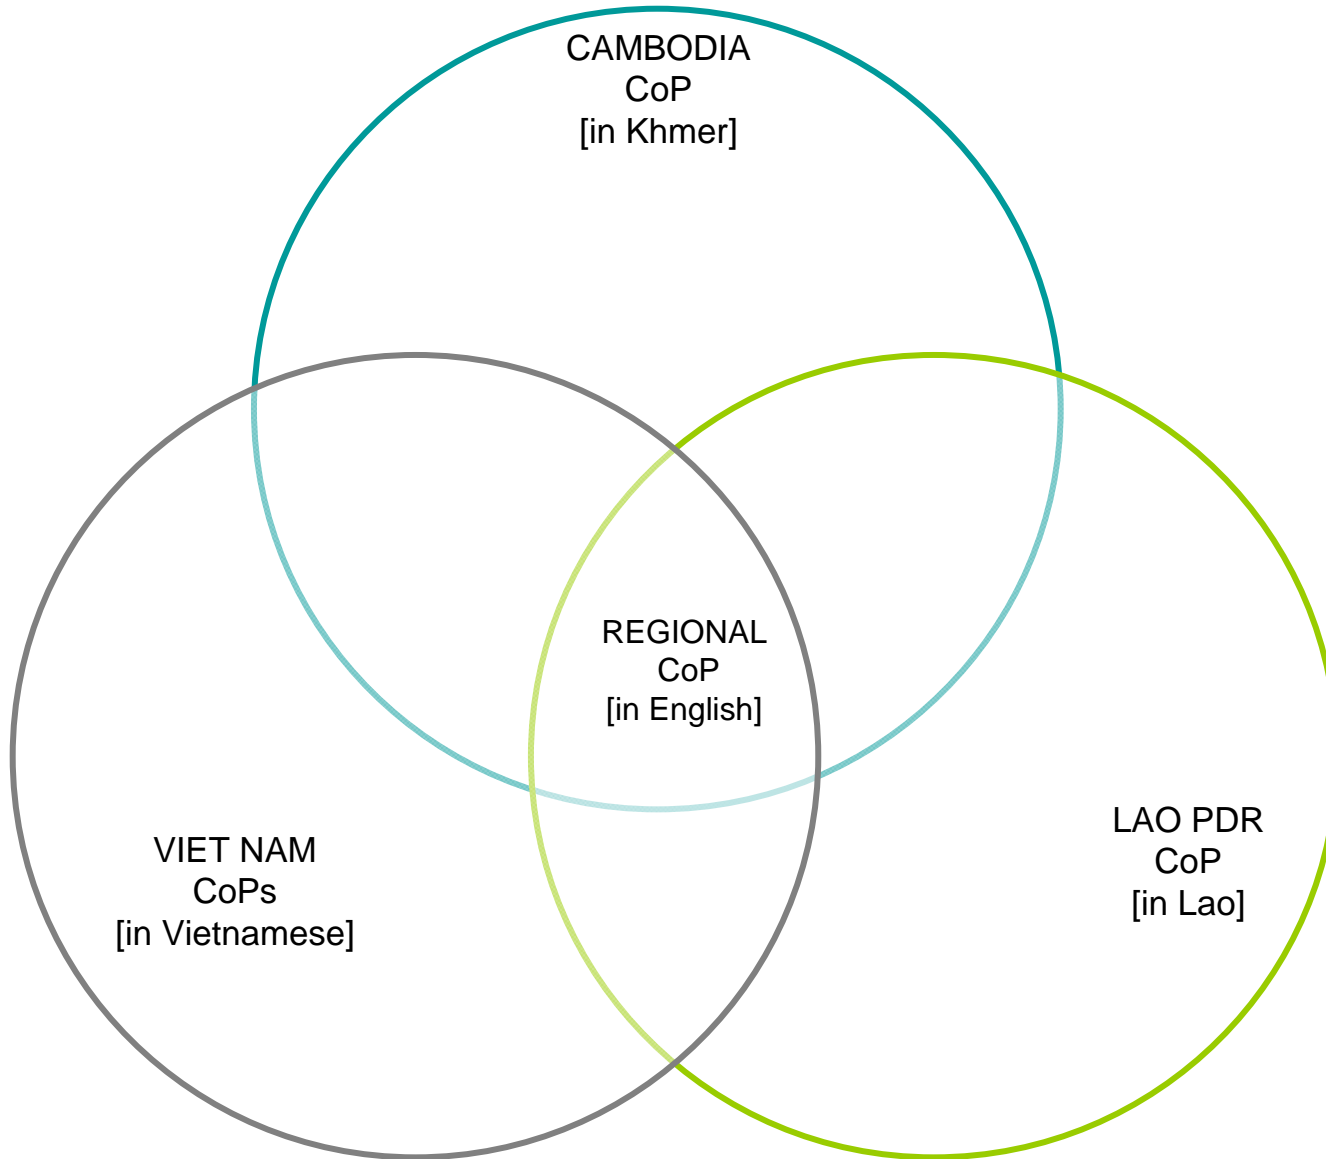 CAMBODIA
CoP
[in Khmer]
REGIONAL
CoP
[in English]
VIET NAM
CoPs
[in Vietnamese]
LAO PDR
CoP
[in Lao]